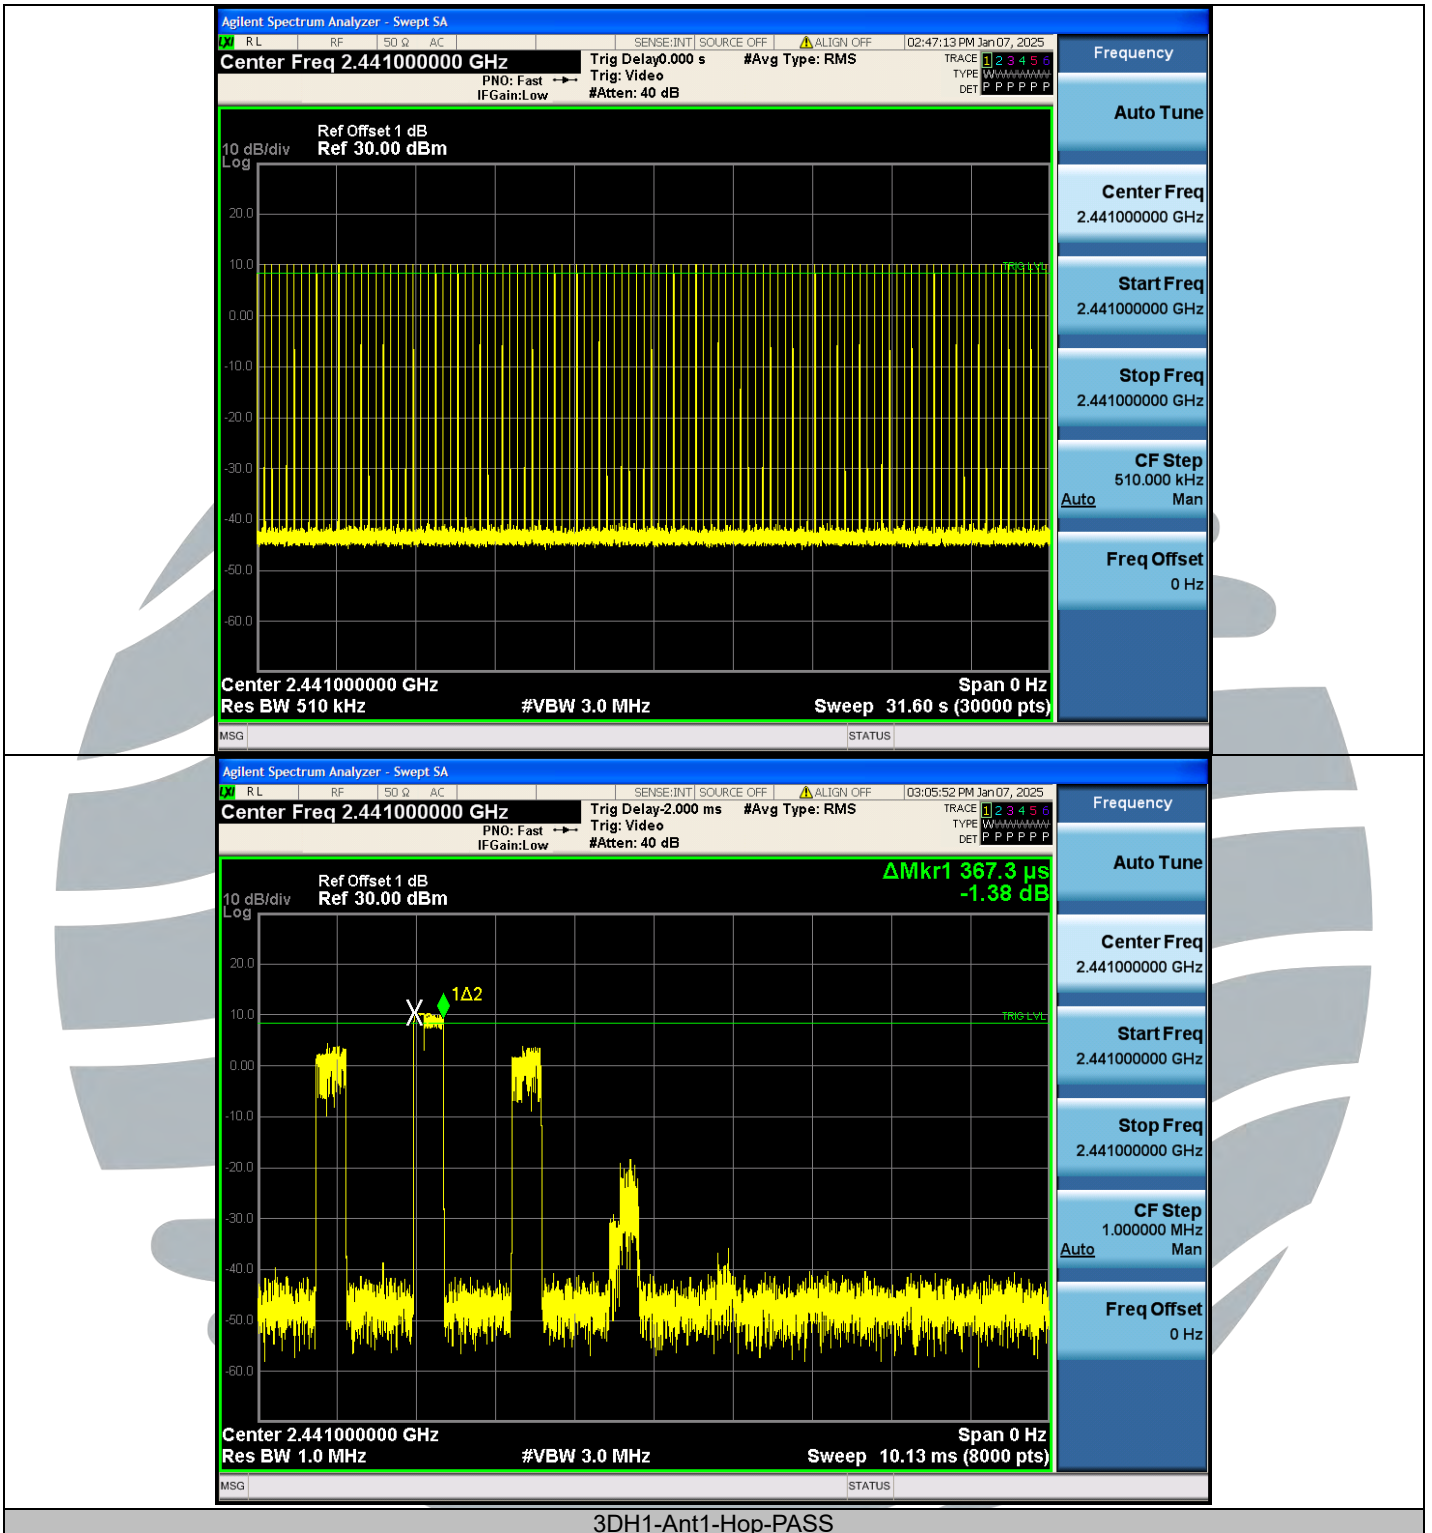 Agilent Spectrum Analyzer - Swept SA
LXI RL RF 50 Ω AC SENSE:INT SOURCE OFF ALIGN OFF 02:47:13 PM Jan 07, 2025
Center Freq 2.441000000 GHz
PNO: Fast
IFGain:Low
Trig Delay0.000 s
Trig: Video
#Atten: 40 dB
#Avg Type: RMS
TRACE 1 2 3 4 5 6
TYPE WWWWWW
DET P P P P P P
Frequency
Auto Tune
Center Freq
2.441000000 GHz
Start Freq
2.441000000 GHz
Stop Freq
2.441000000 GHz
CF Step
510.000 kHz
Auto Man
Freq Offset
0 Hz
Ref Offset 1 dB
10 dB/div Ref 30.00 dBm
Log
20.0
10.0
TRIG LVL
0.00
-10.0
-20.0
-30.0
-40.0
-50.0
-60.0
Center 2.441000000 GHz Span 0 Hz
Res BW 510 kHz #VBW 3.0 MHz Sweep 31.60 s (30000 pts)
MSG STATUS
Agilent Spectrum Analyzer - Swept SA
LXI RL RF 50 Ω AC SENSE:INT SOURCE OFF ALIGN OFF 03:05:52 PM Jan 07, 2025
Center Freq 2.441000000 GHz
PNO: Fast
IFGain:Low
Trig Delay-2.000 ms
Trig: Video
#Atten: 40 dB
#Avg Type: RMS
TRACE 1 2 3 4 5 6
TYPE WWWWWW
DET P P P P P P
Frequency
Auto Tune
Center Freq
2.441000000 GHz
Start Freq
2.441000000 GHz
Stop Freq
2.441000000 GHz
CF Step
1.000000 MHz
Auto Man
Freq Offset
0 Hz
ΔMkr1 367.3 µs
-1.38 dB
Ref Offset 1 dB
10 dB/div Ref 30.00 dBm
Log
20.0
1Δ2
10.0
TRIG LVL
0.00
-10.0
-20.0
-30.0
-40.0
-50.0
-60.0
Center 2.441000000 GHz Span 0 Hz
Res BW 1.0 MHz #VBW 3.0 MHz Sweep 10.13 ms (8000 pts)
MSG STATUS
3DH1-Ant1-Hop-PASS